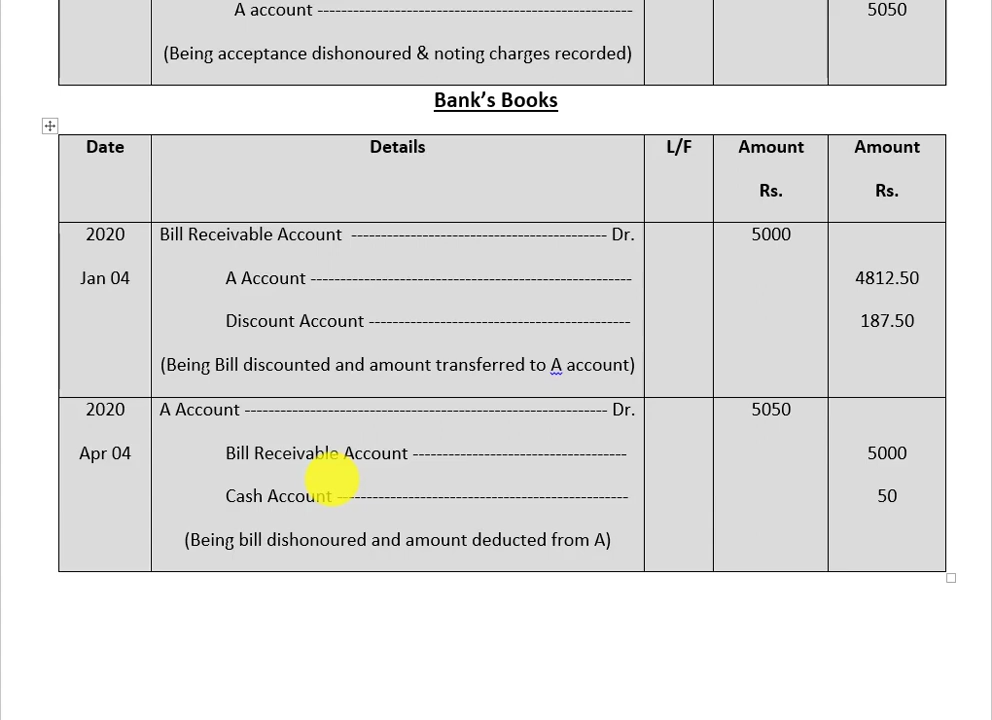 A account ------------------------------------------------------ 5050
(Being acceptance dishonoured & noting charges recorded)
Bank's Books
Date Details L/F Amount Rs. Amount Rs.
2020 Bill Receivable Account ------------------------------------------- Dr. 5000
Jan 04 A Account ------------------------------------------------------ 4812.50
Discount Account -------------------------------------------- 187.50
(Being Bill discounted and amount transferred to A account)
2020 A Account ------------------------------------------------------------- Dr. 5050
Apr 04 Bill Receivable Account ------------------------------------ 5000
Cash Account ------------------------------------------------- 50
(Being bill dishonoured and amount deducted from A)